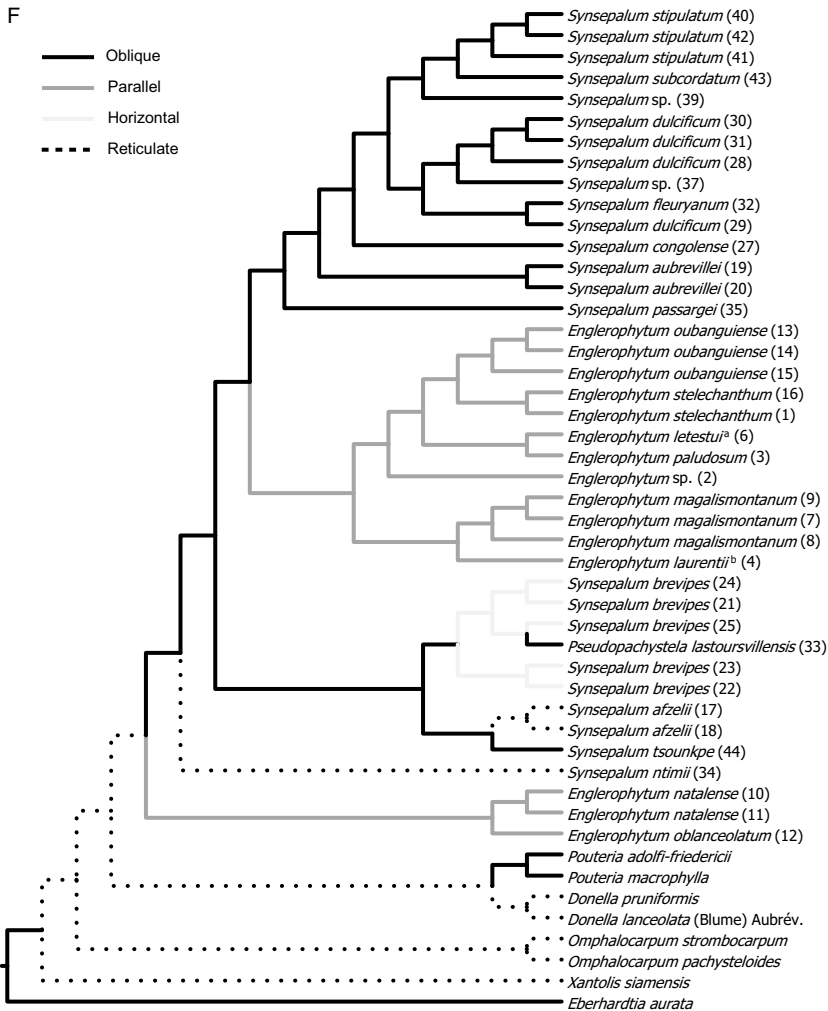 F
Oblique
Parallel
Horizontal
Reticulate
Synsepalum stipulatum (40)
Synsepalum stipulatum (42)
Synsepalum stipulatum (41)
Synsepalum subcordatum (43)
Synsepalum sp. (39)
Synsepalum dulcificum (30)
Synsepalum dulcificum (31)
Synsepalum dulcificum (28)
Synsepalum sp. (37)
Synsepalum fleuryanum (32)
Synsepalum dulcificum (29)
Synsepalum congolense (27)
Synsepalum aubrevillei (19)
Synsepalum aubrevillei (20)
Synsepalum passargei (35)
Englerophytum oubanguiense (13)
Englerophytum oubanguiense (14)
Englerophytum oubanguiense (15)
Englerophytum stelechanthum (16)
Englerophytum stelechanthum (1)
Englerophytum letestuiᵃ (6)
Englerophytum paludosum (3)
Englerophytum sp. (2)
Englerophytum magalismontanum (9)
Englerophytum magalismontanum (7)
Englerophytum magalismontanum (8)
Englerophytum laurentiiᵇ (4)
Synsepalum brevipes (24)
Synsepalum brevipes (21)
Synsepalum brevipes (25)
Pseudopachystela lastoursvillensis (33)
Synsepalum brevipes (23)
Synsepalum brevipes (22)
Synsepalum afzelii (17)
Synsepalum afzelii (18)
Synsepalum tsounkpe (44)
Synsepalum ntimii (34)
Englerophytum natalense (10)
Englerophytum natalense (11)
Englerophytum oblanceolatum (12)
Pouteria adolfi-friedericii
Pouteria macrophylla
Donella pruniformis
Donella lanceolata (Blume) Aubrév.
Omphalocarpum strombocarpum
Omphalocarpum pachysteloides
Xantolis siamensis
Eberhardtia aurata